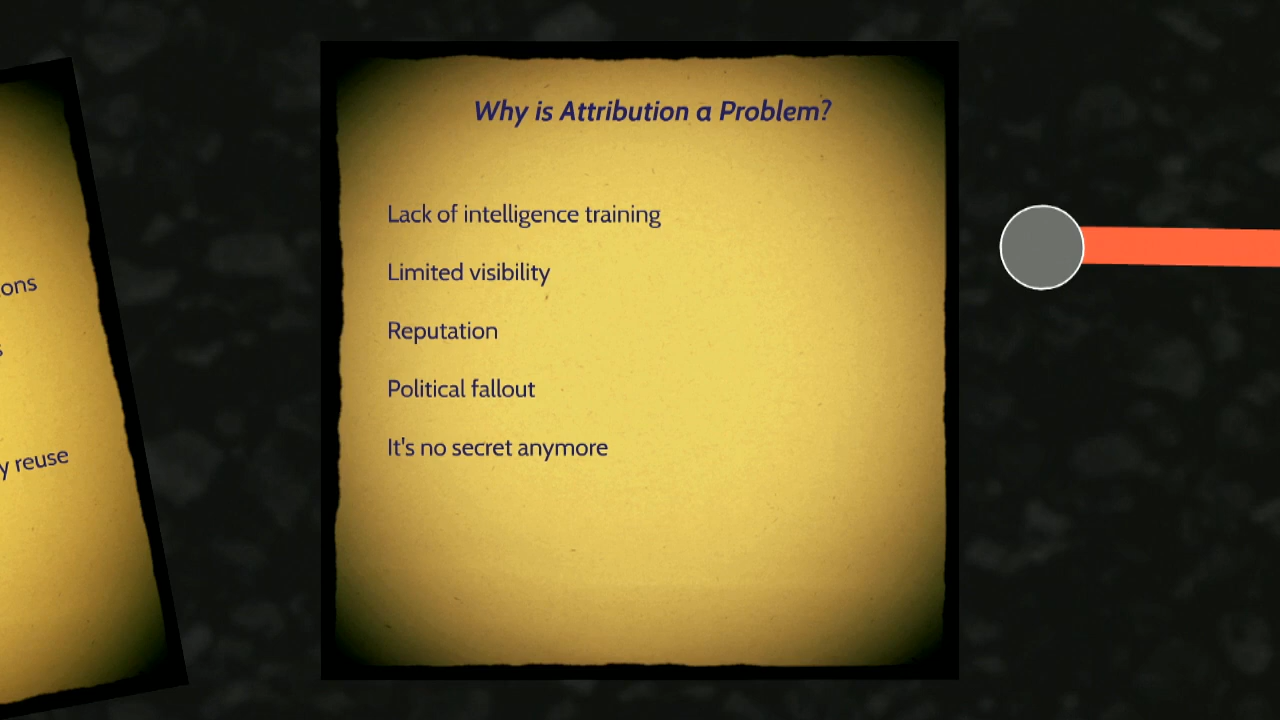 Why is Attribution a Problem?
Lack of intelligence training
Limited visibility
Reputation
Political fallout
It's no secret anymore
ons
s
y reuse